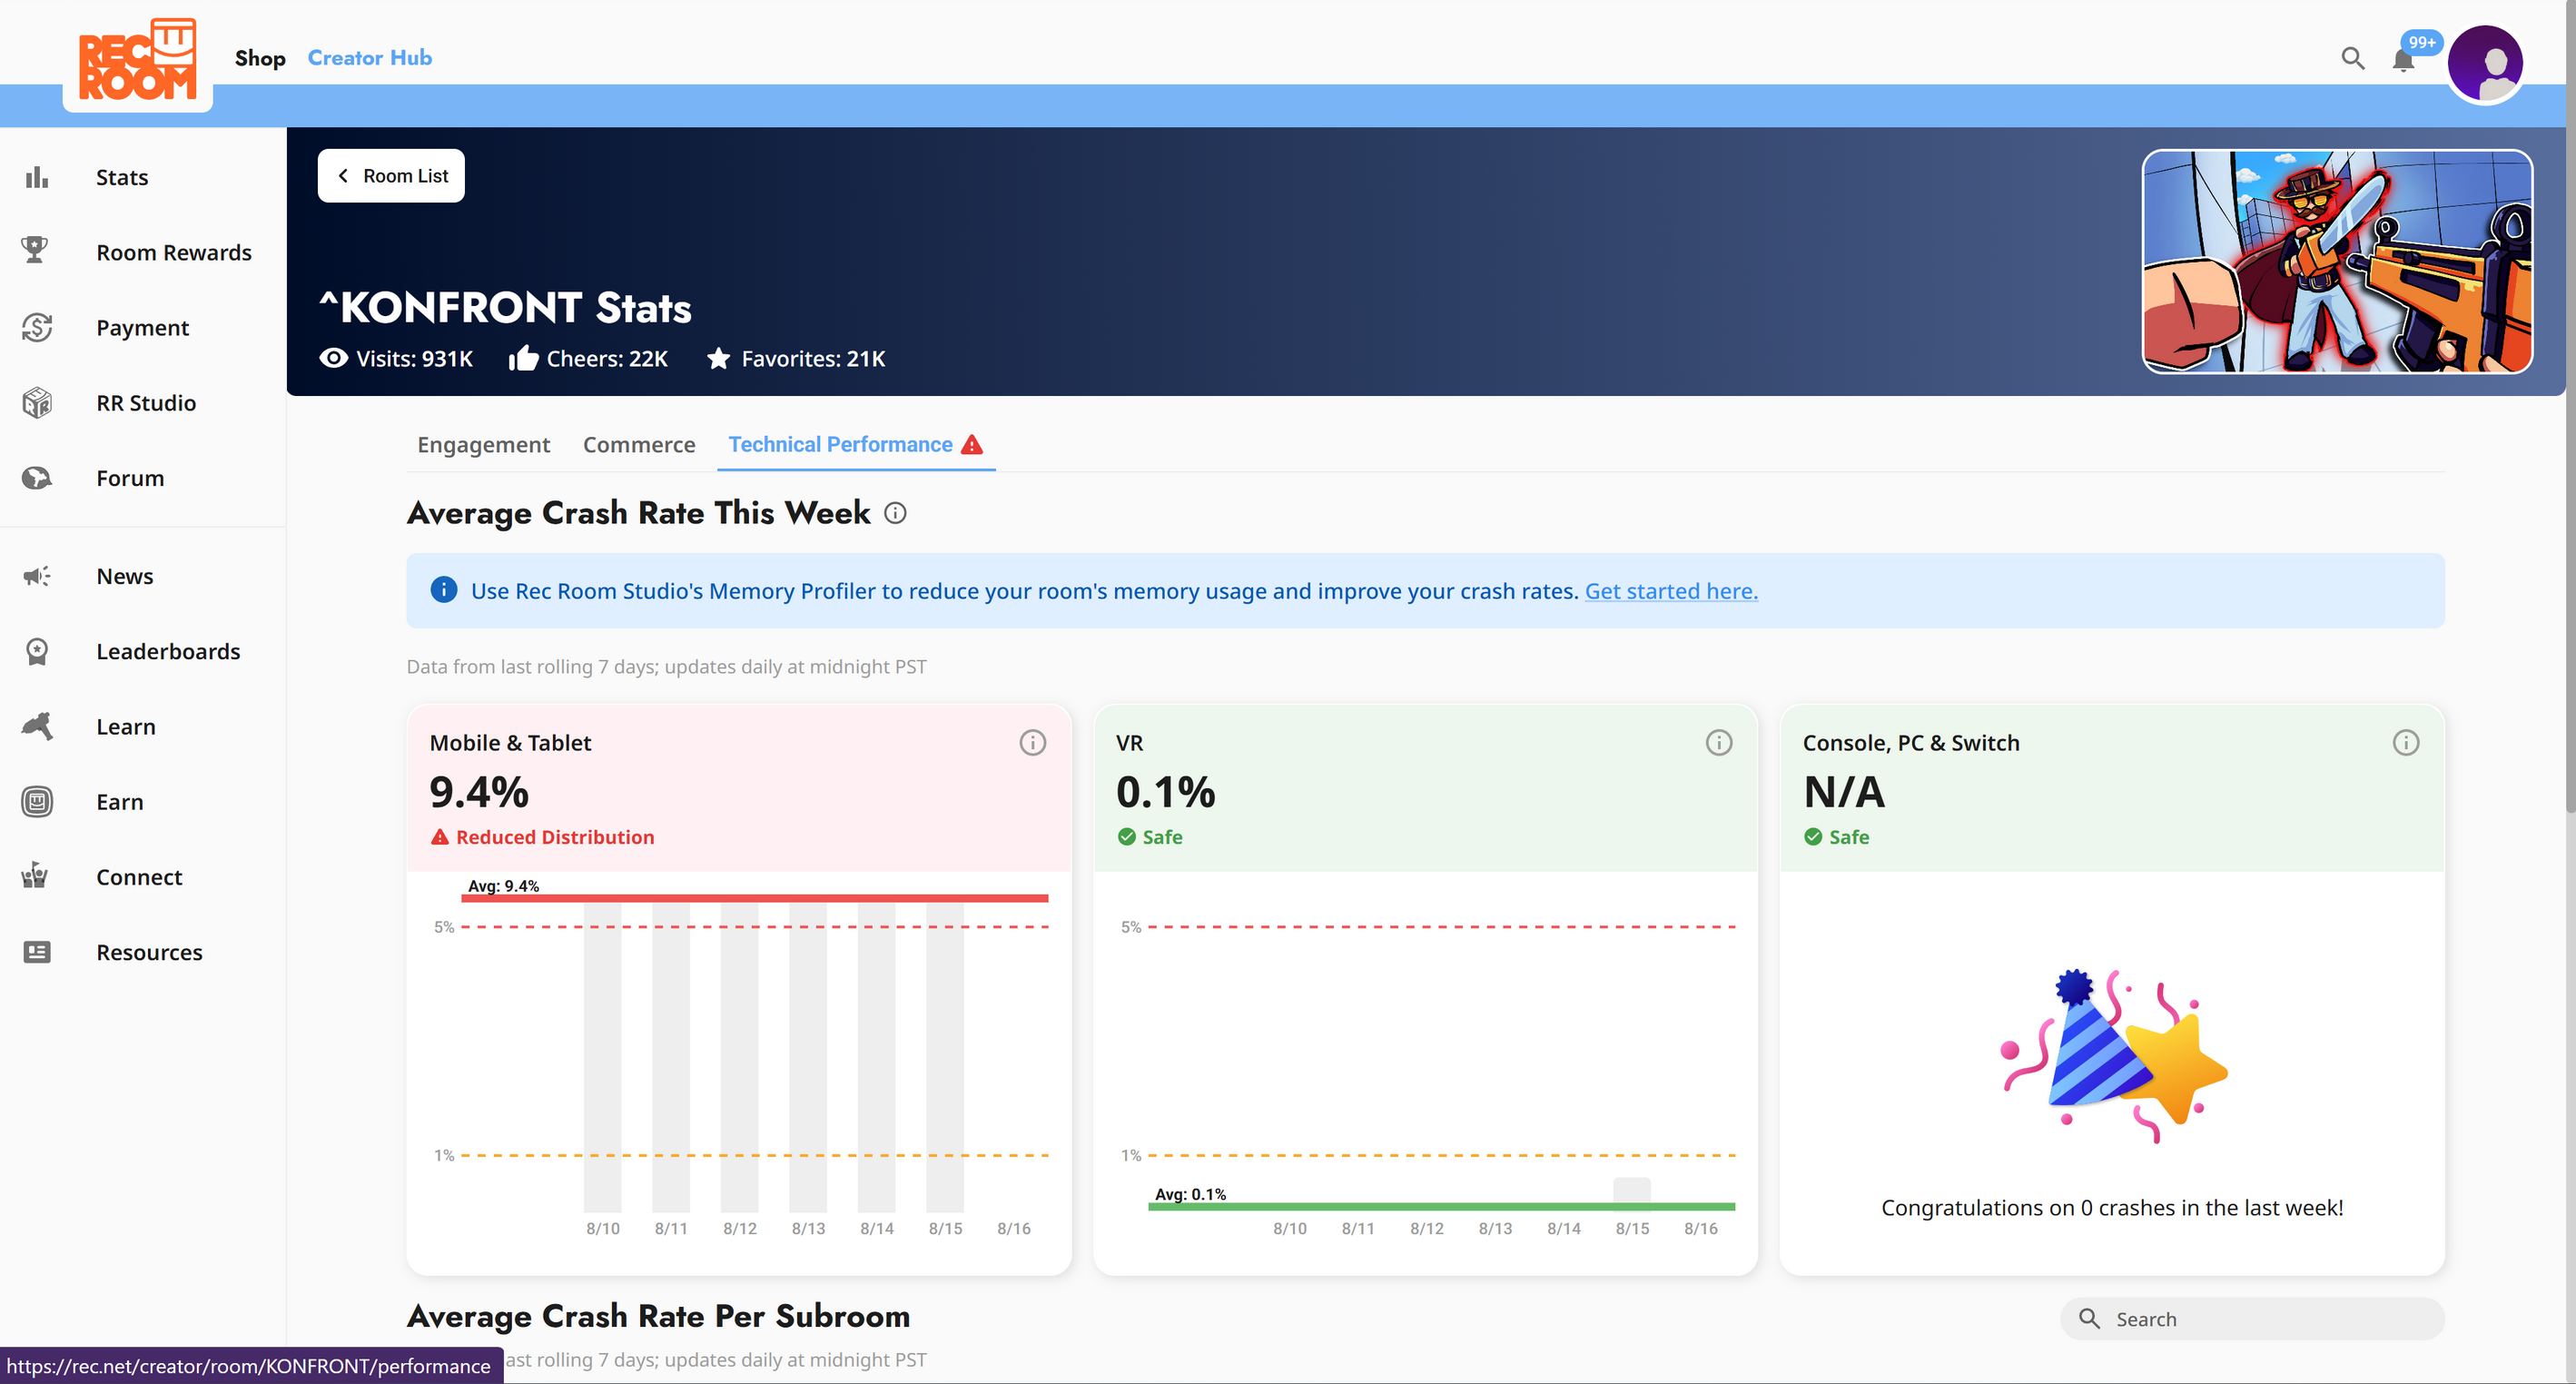 REC ROOM
Shop Creator Hub
99+
Stats
Room Rewards
Payment
RR Studio
Forum
News
Leaderboards
Learn
Earn
Connect
Resources
Room List
^KONFRONT Stats
Visits: 931K Cheers: 22K Favorites: 21K
Engagement Commerce Technical Performance
Average Crash Rate This Week
Use Rec Room Studio's Memory Profiler to reduce your room's memory usage and improve your crash rates. Get started here.
Data from last rolling 7 days; updates daily at midnight PST
Mobile & Tablet
9.4%
Reduced Distribution
Avg: 9.4%
5%
1%
8/10 8/11 8/12 8/13 8/14 8/15 8/16
VR
0.1%
Safe
5%
1%
Avg: 0.1%
8/10 8/11 8/12 8/13 8/14 8/15 8/16
Console, PC & Switch
N/A
Safe
Congratulations on 0 crashes in the last week!
Average Crash Rate Per Subroom
Search
ast rolling 7 days; updates daily at midnight PST
https://rec.net/creator/room/KONFRONT/performance